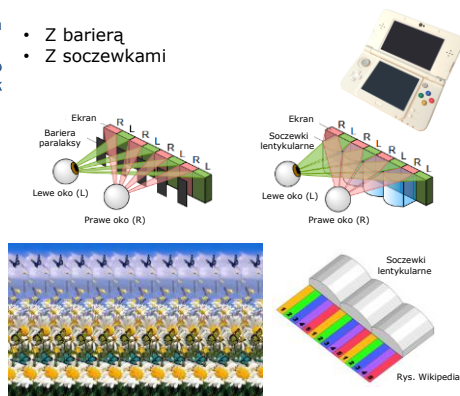 • Z barierą
• Z soczewkami
Ekran
R L R L R L R L
Bariera
paralaksy
Lewe oko (L)
Prawe oko (R)
Ekran
R L R L R L R L
Soczewki
lentykularne
Lewe oko (L)
Prawe oko (R)
Soczewki
lentykularne
Rys. Wikipedia